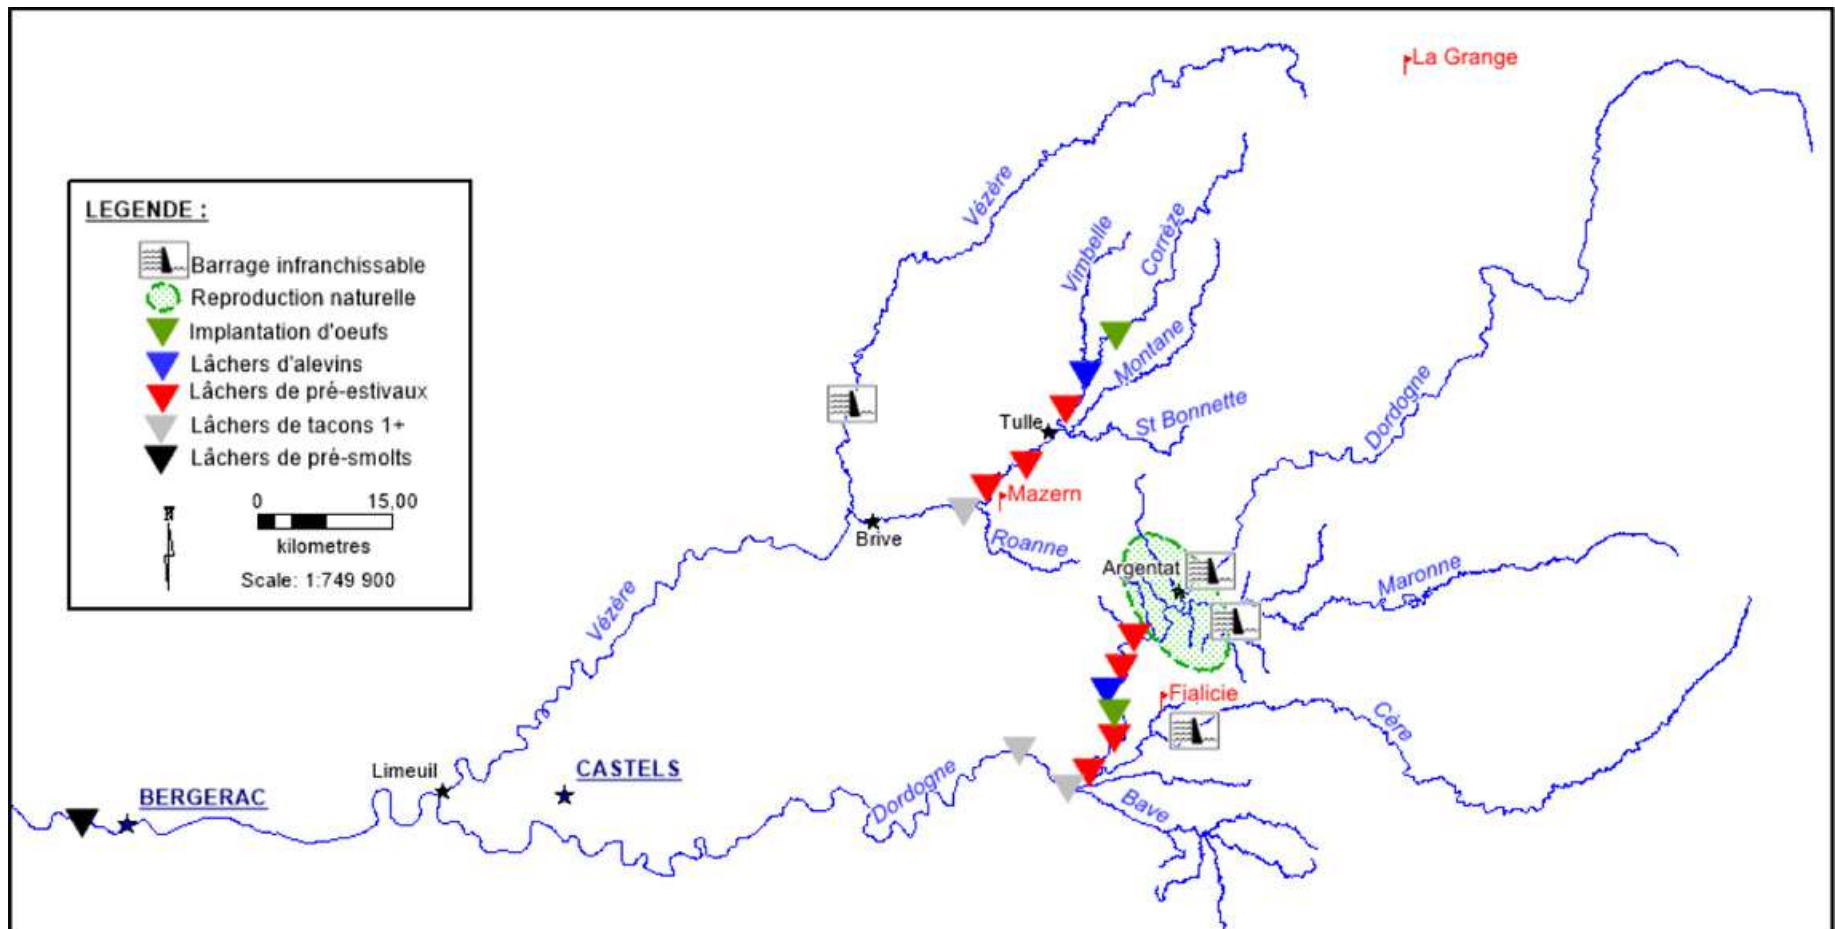 La Grange
Vézère
Vimbelle
Corrèze
LEGENDE :
Barrage infranchissable
Reproduction naturelle
Implantation d'oeufs
Lâchers d'alevins
Lâchers de pré-estivaux
Lâchers de tacons 1+
Lâchers de pré-smolts
N
0 15,00
kilometres
Scale: 1:749 900
Montane
St Bonnette
Tulle
Dordogne
Mazern
Brive
Roanne
Argentat
Maronne
Vézère
Fialicie
Cére
Limeuil
CASTELS
BERGERAC
Dordogne
Bave